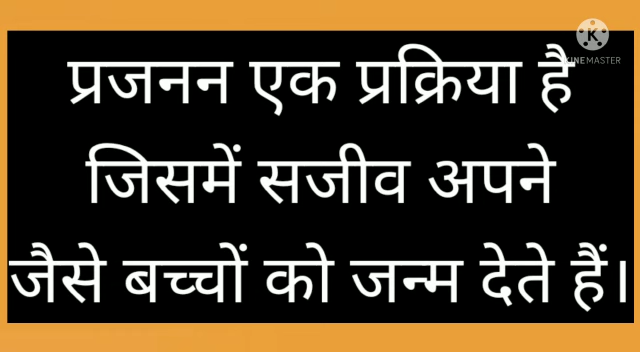 प्रजनन एक प्रक्रिया है
जिसमें सजीव अपने
जैसे बच्चों को जन्म देते हैं।
K
KINEMASTER